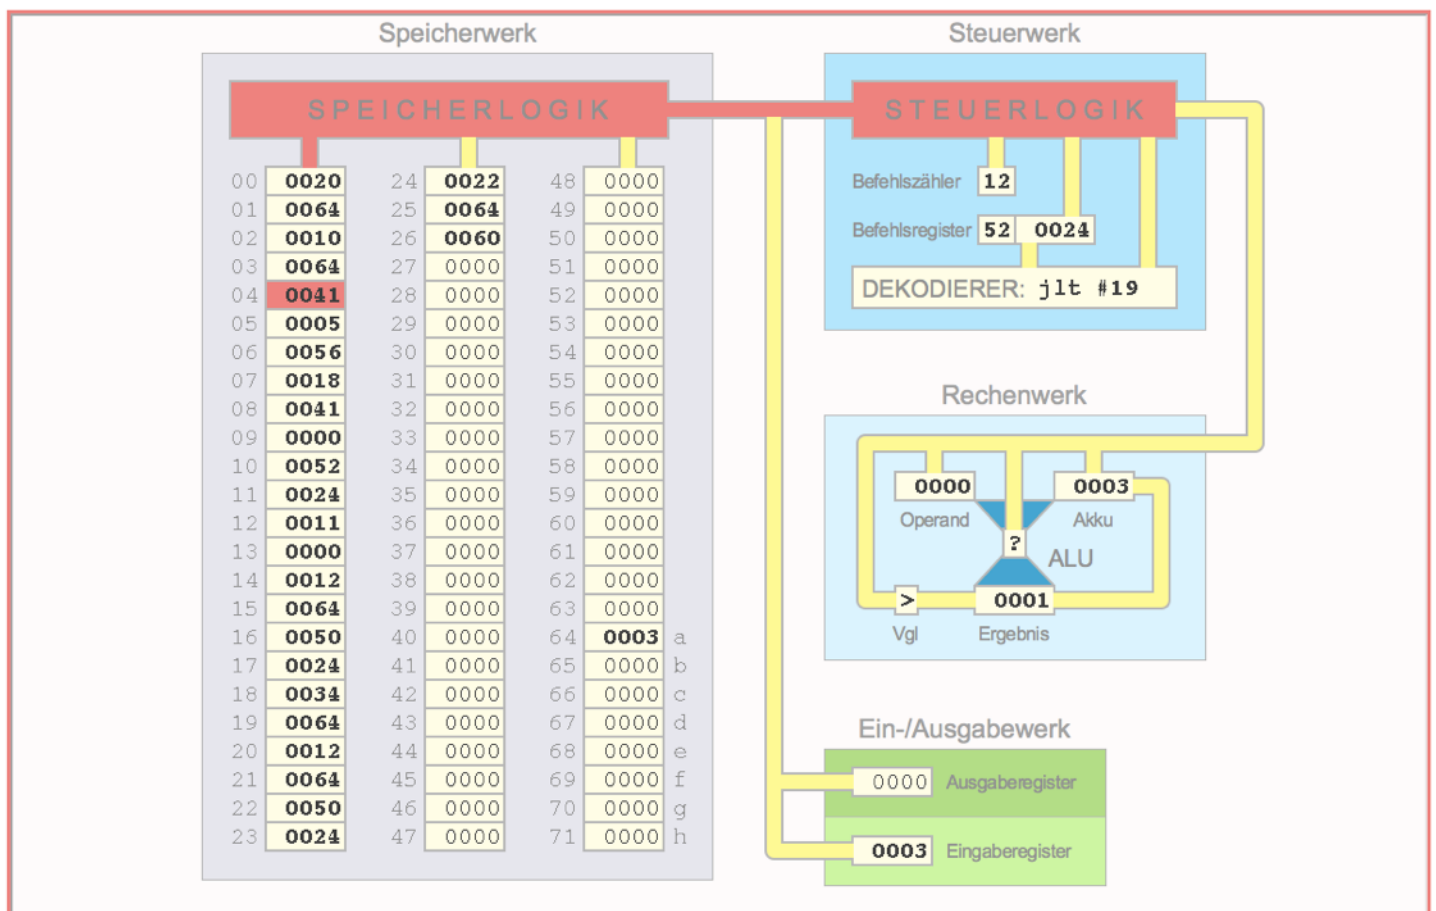 Speicherwerk
Steuerwerk
SPEICHERLOGIK
STEUERLOGIK
00 0020 24 0022 48 0000
01 0064 25 0064 49 0000
02 0010 26 0060 50 0000
03 0064 27 0000 51 0000
04 0041 28 0000 52 0000
05 0005 29 0000 53 0000
06 0056 30 0000 54 0000
07 0018 31 0000 55 0000
08 0041 32 0000 56 0000
09 0000 33 0000 57 0000
10 0052 34 0000 58 0000
11 0024 35 0000 59 0000
12 0011 36 0000 60 0000
13 0000 37 0000 61 0000
14 0012 38 0000 62 0000
15 0064 39 0000 63 0000
16 0050 40 0000 64 0003 a
17 0024 41 0000 65 0000 b
18 0034 42 0000 66 0000 c
19 0064 43 0000 67 0000 d
20 0012 44 0000 68 0000 e
21 0064 45 0000 69 0000 f
22 0050 46 0000 70 0000 g
23 0024 47 0000 71 0000 h
Befehlszähler 12
Befehlsregister 52 0024
DEKODIERER: jlt #19
Rechenwerk
0000 0003
Operand Akku
?
ALU
> 0001
Vgl Ergebnis
Ein-/Ausgabewerk
0000 Ausgaberegister
0003 Eingaberegister